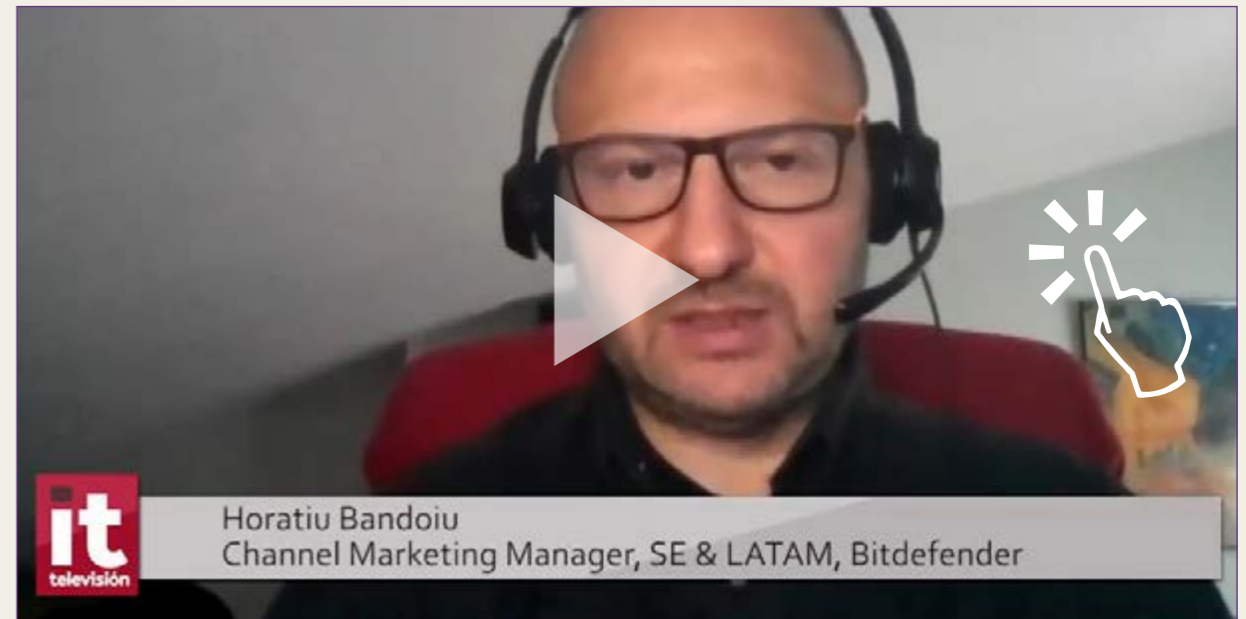 it
televisión
Horatiu Bandoiu
Channel Marketing Manager, SE & LATAM, Bitdefender